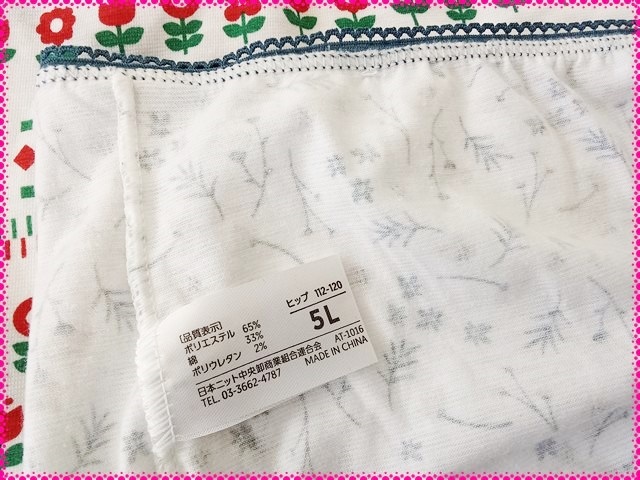 ヒップ 112-120
5L
〔品質表示〕
ポリエステル 65%
綿 33%
ポリウレタン 2%
AT-1016
日本ニット中央卸商業組合連合会
TEL. 03-3662-4787 MADE IN CHINA